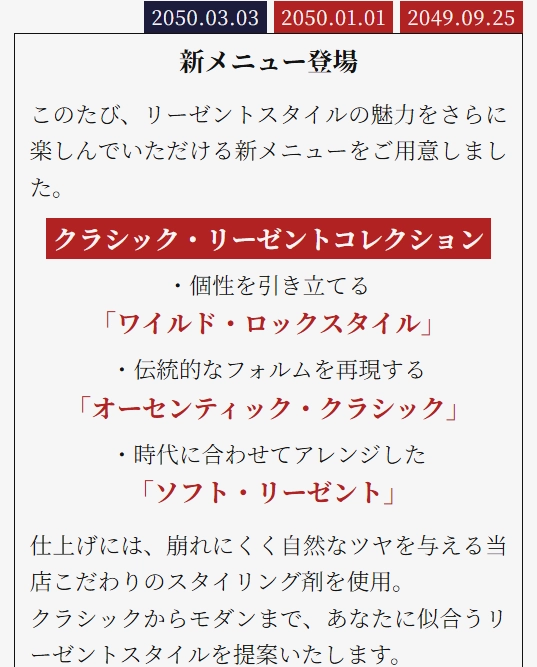 2050.03.03 2050.01.01 2049.09.25
新メニュー登場
このたび、リーゼントスタイルの魅力をさらに
楽しんでいただける新メニューをご用意しまし
た。
クラシック・リーゼントコレクション
・個性を引き立てる
「ワイルド・ロックスタイル」
・伝統的なフォルムを再現する
「オーセンティック・クラシック」
・時代に合わせてアレンジした
「ソフト・リーゼント」
仕上げには、崩れにくく自然なツヤを与える当
店こだわりのスタイリング剤を使用。
クラシックからモダンまで、あなたに似合うリ
ーゼントスタイルを提案いたします。